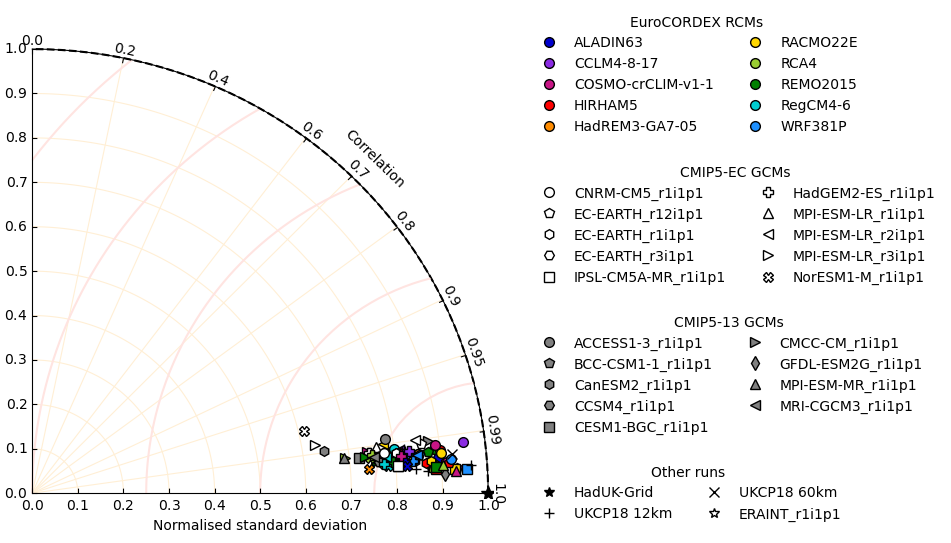 0.0
0.2
0.4
0.6
Correlation
0.7
0.8
0.9
0.95
0.99
1.0
1.0
0.9
0.8
0.7
0.6
0.5
0.4
0.3
0.2
0.1
0.0
0.0 0.1 0.2 0.3 0.4 0.5 0.6 0.7 0.8 0.9 1.0
Normalised standard deviation
EuroCORDEX RCMs
ALADIN63 RACMO22E
CCLM4-8-17 RCA4
COSMO-crCLIM-v1-1 REMO2015
HIRHAM5 RegCM4-6
HadREM3-GA7-05 WRF381P
CMIP5-EC GCMs
CNRM-CM5_r1i1p1 HadGEM2-ES_r1i1p1
EC-EARTH_r12i1p1 MPI-ESM-LR_r1i1p1
EC-EARTH_r1i1p1 MPI-ESM-LR_r2i1p1
EC-EARTH_r3i1p1 MPI-ESM-LR_r3i1p1
IPSL-CM5A-MR_r1i1p1 NorESM1-M_r1i1p1
CMIP5-13 GCMs
ACCESS1-3_r1i1p1 CMCC-CM_r1i1p1
BCC-CSM1-1_r1i1p1 GFDL-ESM2G_r1i1p1
CanESM2_r1i1p1 MPI-ESM-MR_r1i1p1
CCSM4_r1i1p1 MRI-CGCM3_r1i1p1
CESM1-BGC_r1i1p1
Other runs
HadUK-Grid UKCP18 60km
UKCP18 12km ERAINT_r1i1p1